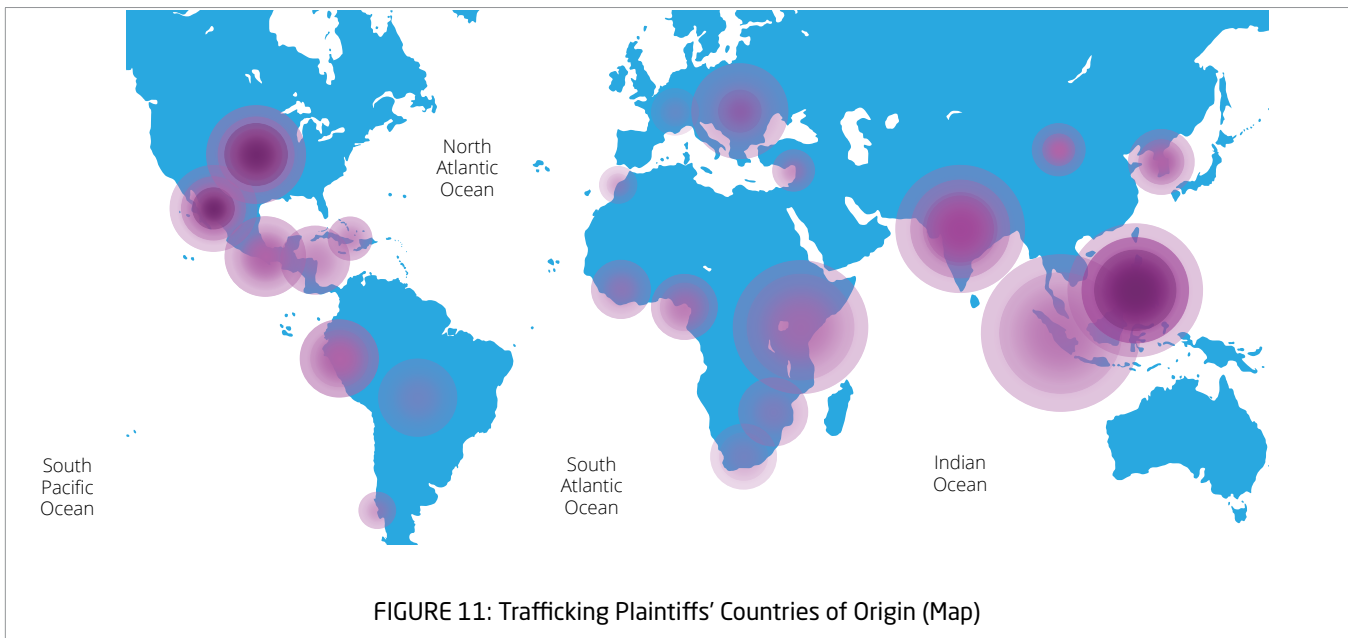 North
Atlantic
Ocean
South
Pacific
Ocean
South
Atlantic
Ocean
Indian
Ocean
FIGURE 11: Trafficking Plaintiffs' Countries of Origin (Map)